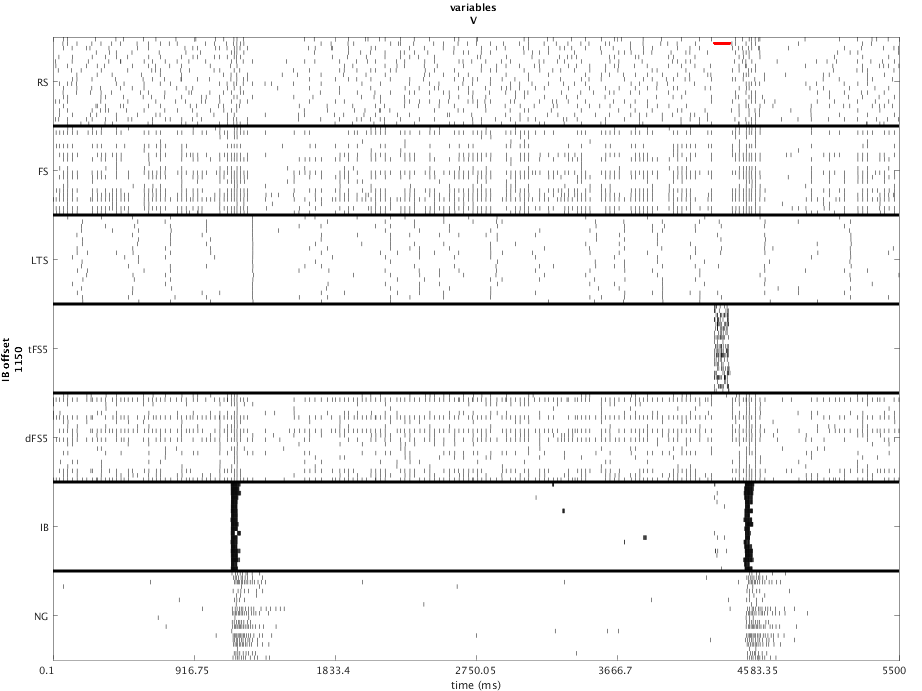 variables
V
RS
FS
LTS
tFS5
dFS5
IB
NG
IB offset
1150
0.1 916.75 1833.4 2750.05 3666.7 4583.35 5500
time (ms)